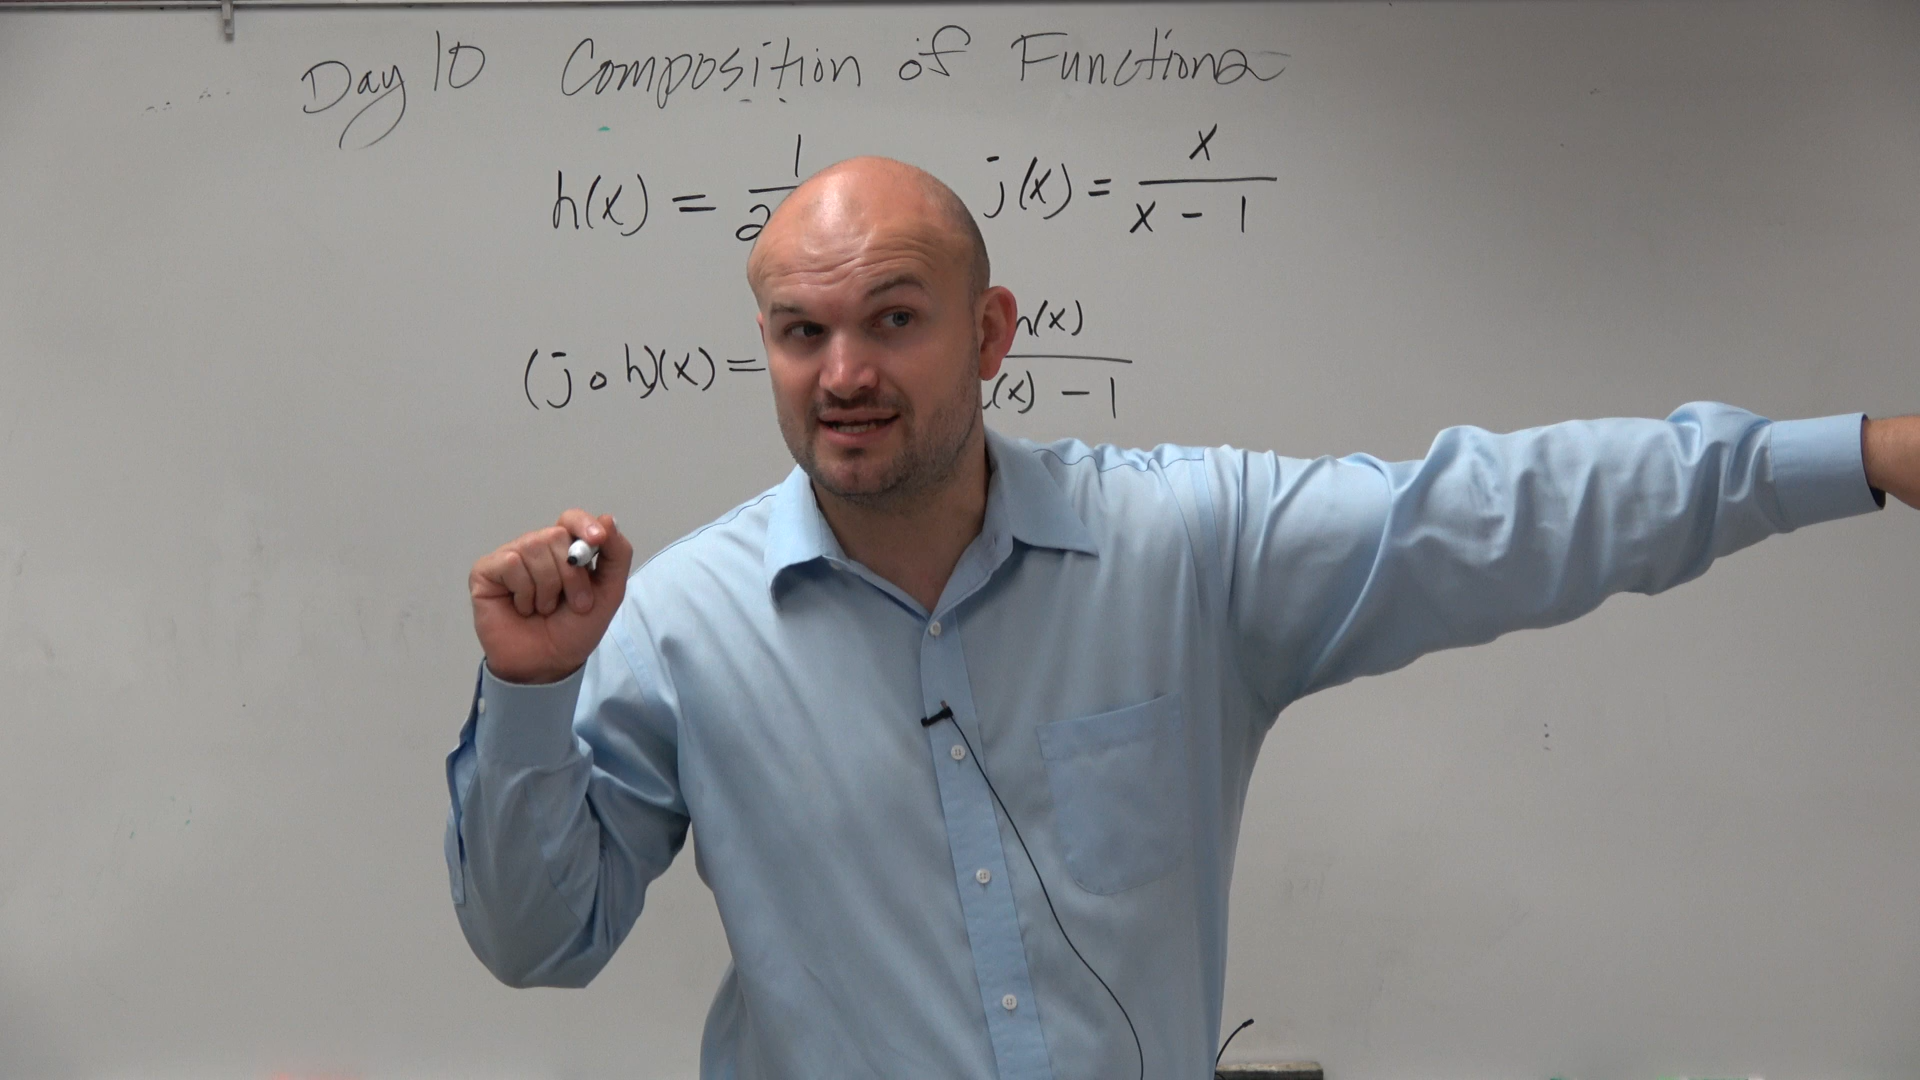 Day 10 Composition of Functions
h(x) = 1/2 j(x) = x/(x - 1)
(j ∘ h)(x) = h(x)/(x) - 1